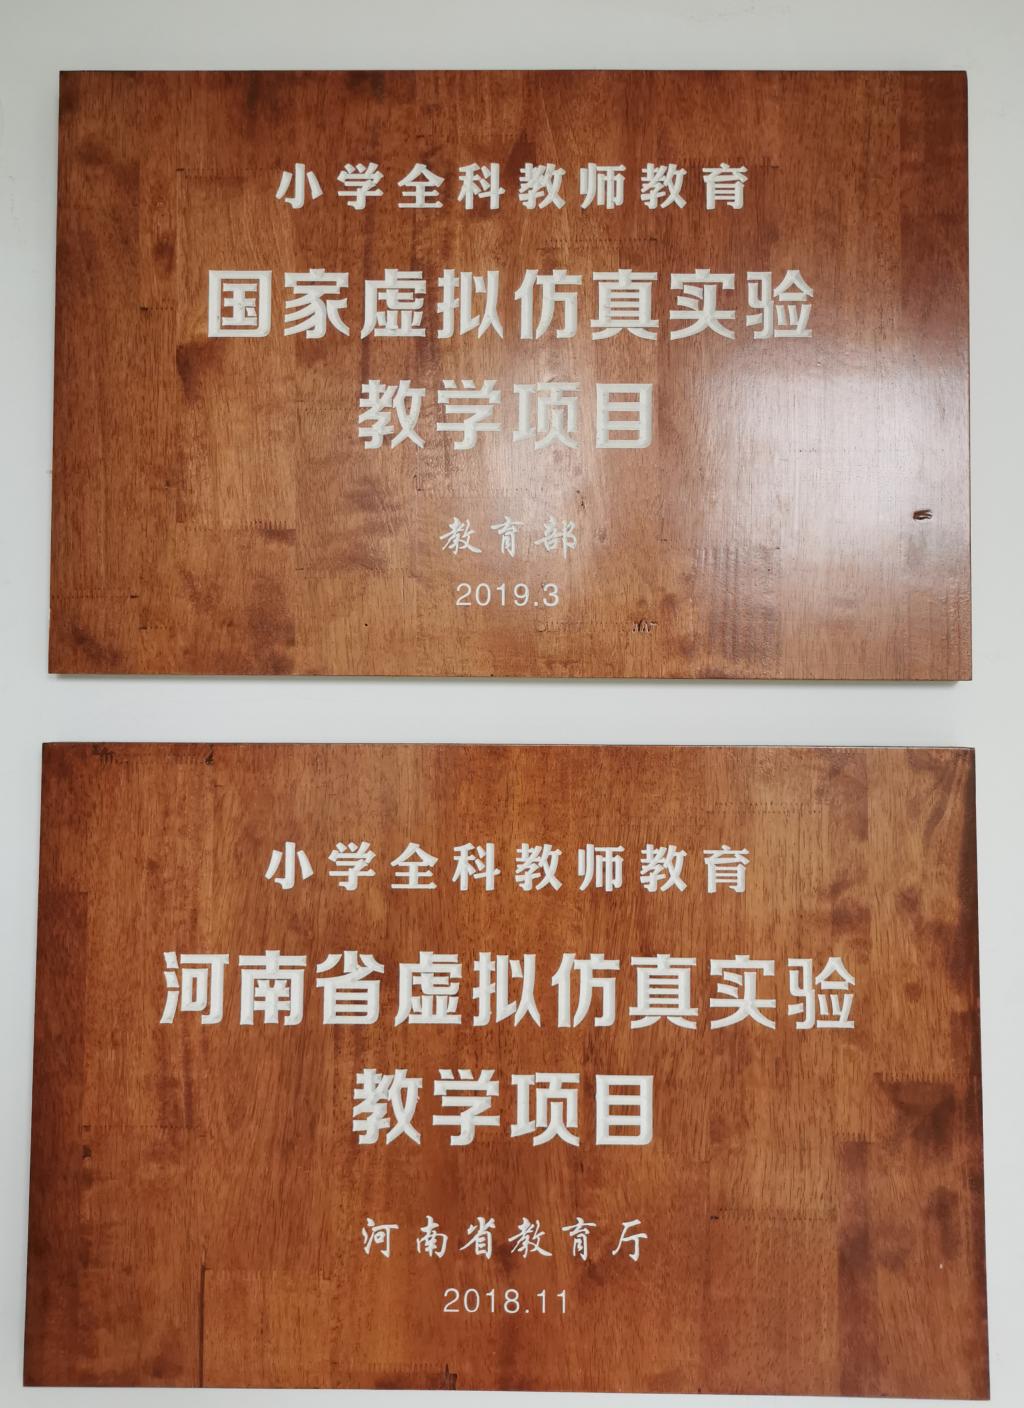 小学全科教师教育
国家虚拟仿真实验
教学项目
教育部
2019.3
小学全科教师教育
河南省虚拟仿真实验
教学项目
河南省教育厅
2018.11